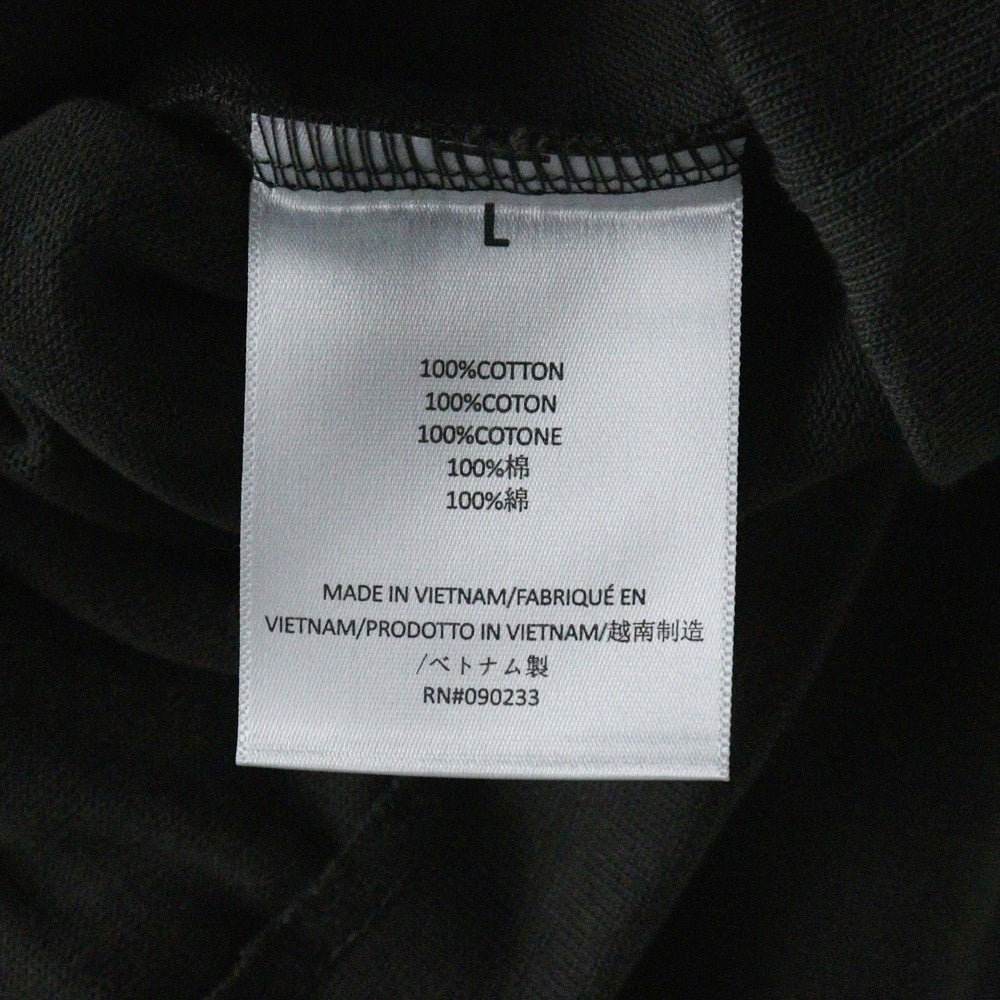 L
100%COTTON
100%COTON
100%COTONE
100%棉
100%綿
MADE IN VIETNAM/FABRIQUÉ EN
VIETNAM/PRODOTTO IN VIETNAM/越南制造
/ベトナム製
RN#090233